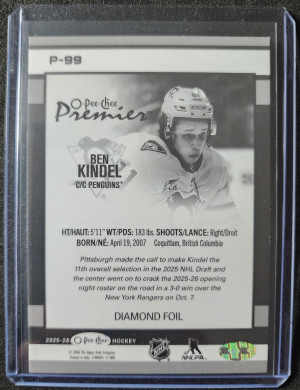 P-99
O-Pee-Chee
Premier
BEN
KINDEL
C/C PENGUINS
HT/HAUT: 5'11" WT/PDS: 183 lbs. SHOOTS/LANCE: Right/Droit
BORN/NÉ: April 19, 2007 Coquitlam, British Columbia
Pittsburgh made the call to make Kindel the
11th overall selection in the 2025 NHL Draft and
the center went on to crack the 2025-26 opening
night roster on the road in a 3-0 win over the
New York Rangers on Oct. 7.
DIAMOND FOIL
2025-26 O-Pee-Chee HOCKEY
NHL NHLPA